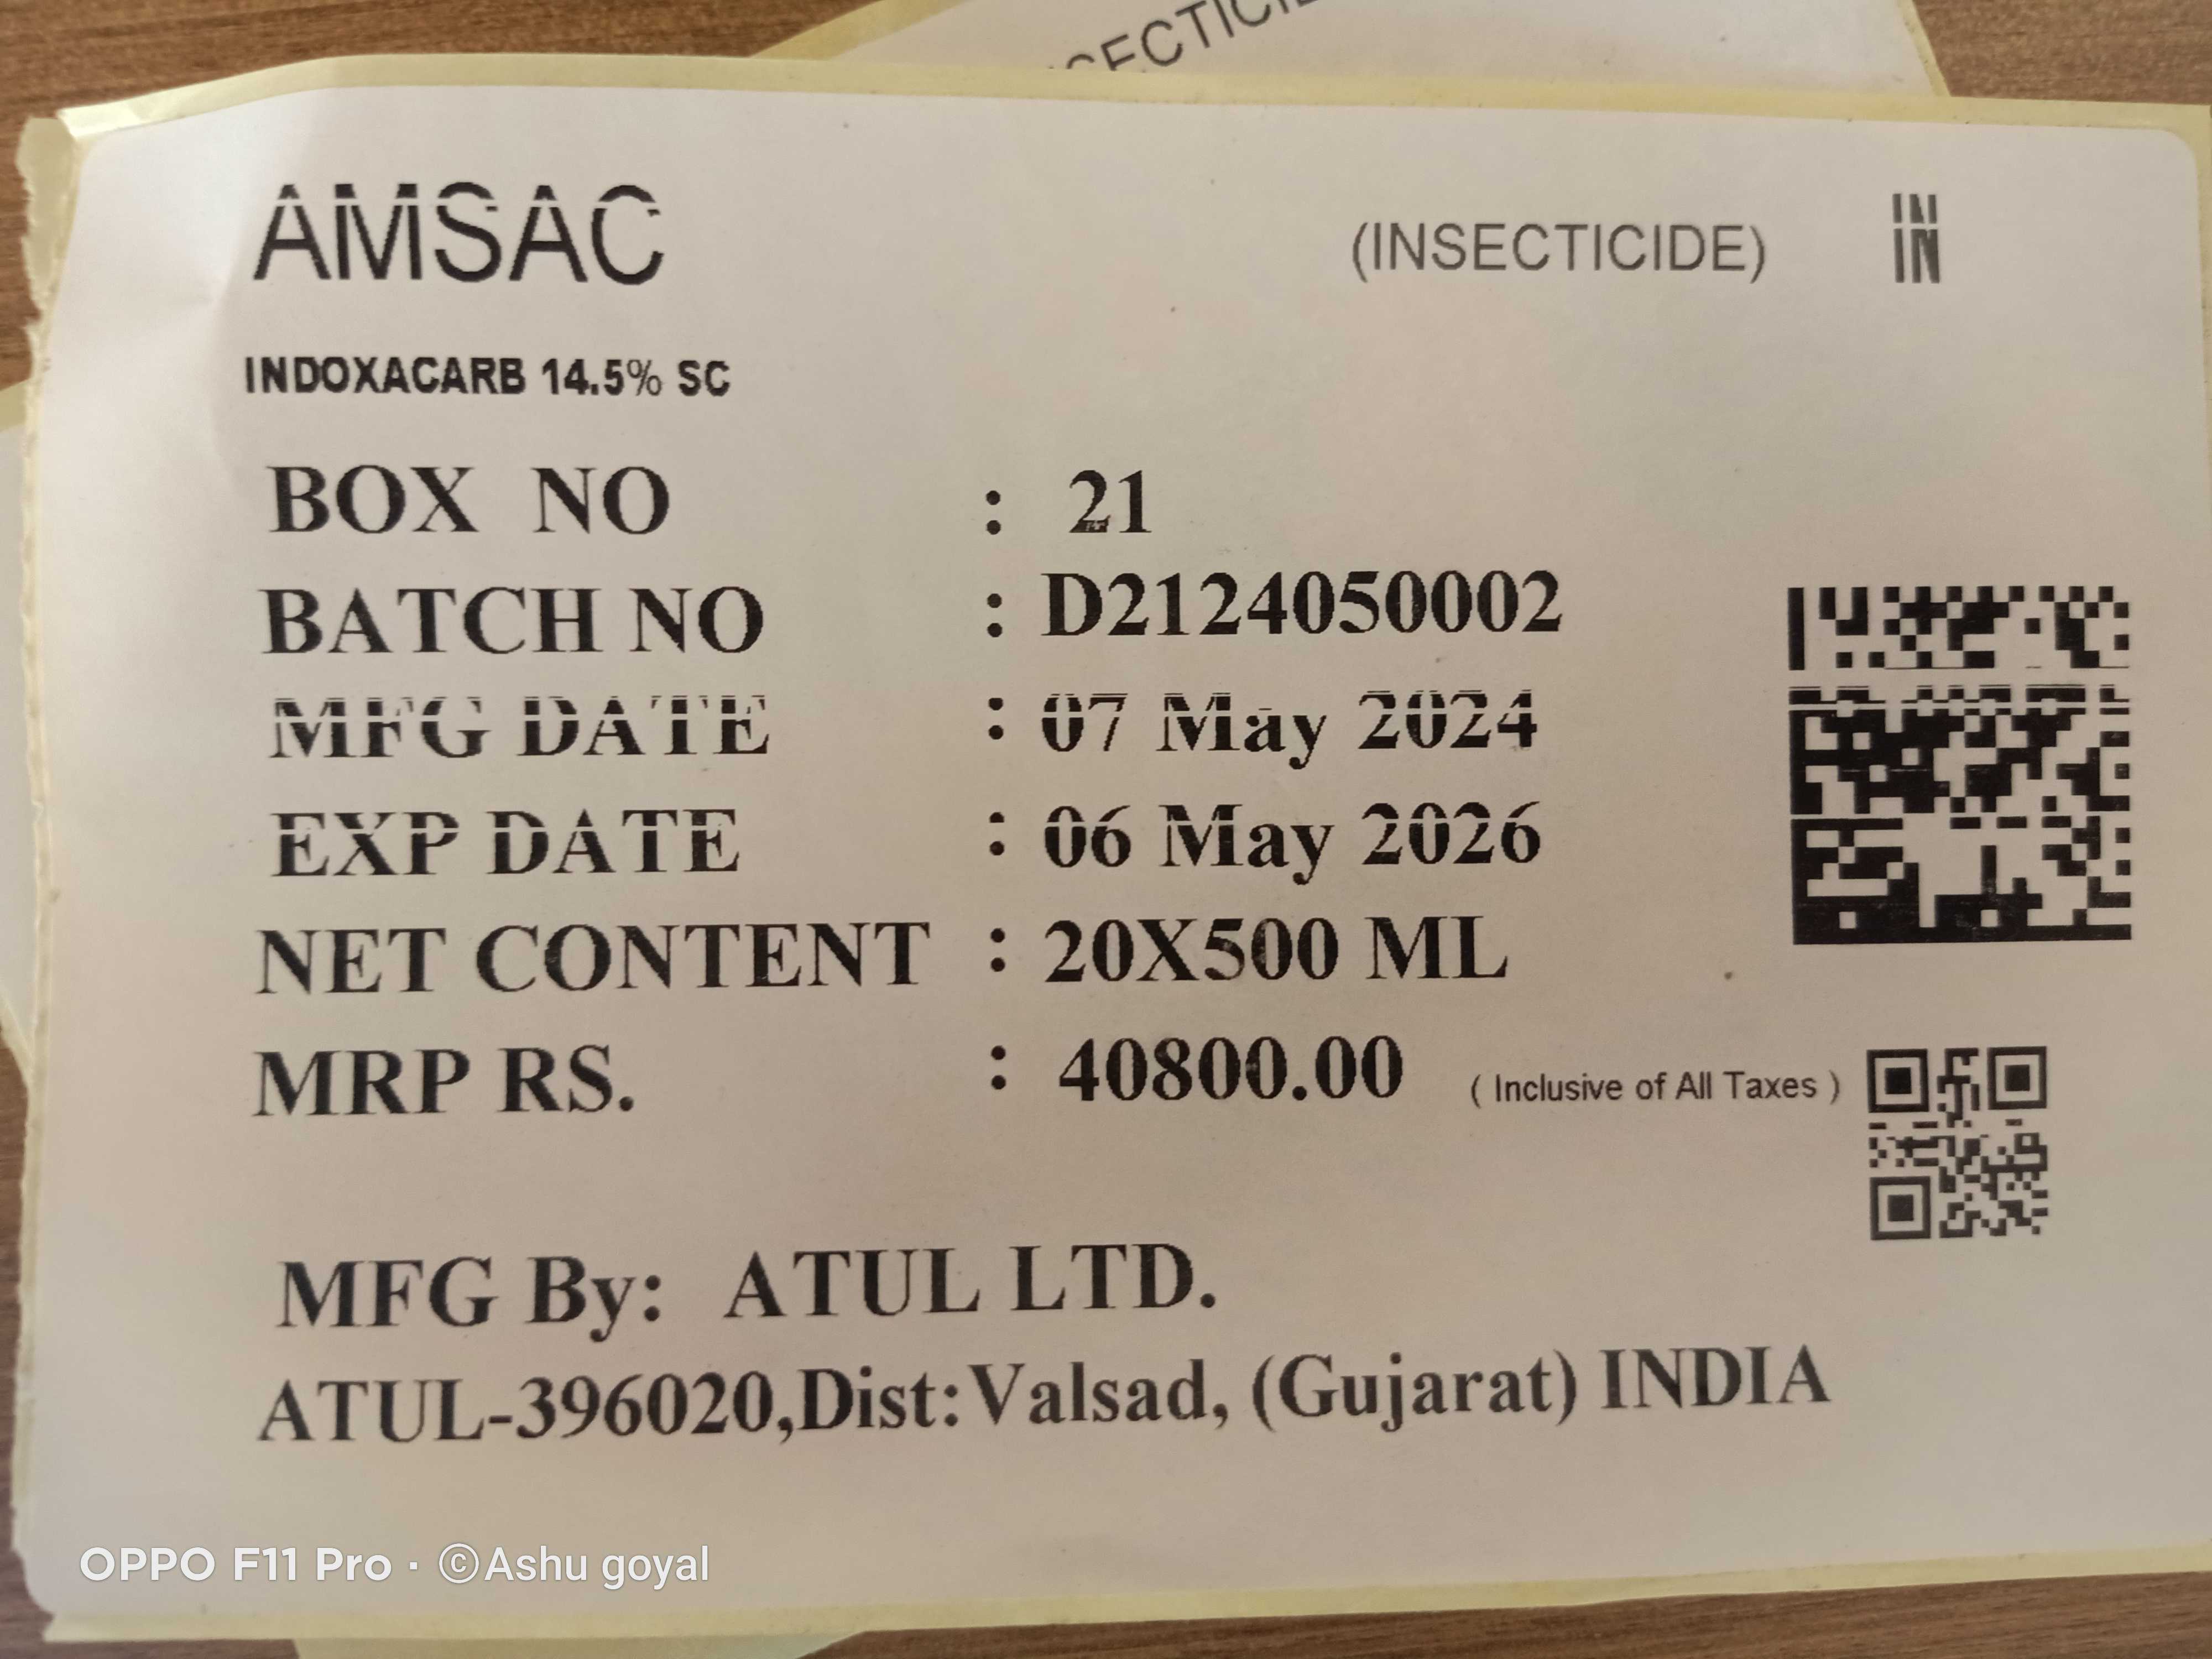 AMSAC (INSECTICIDE) IN
INDOXACARB 14.5% SC
BOX NO : 21
BATCH NO : D2124050002
MFG DATE : 07 May 2024
EXP DATE : 06 May 2026
NET CONTENT : 20X500 ML
MRP RS. : 40800.00 ( Inclusive of All Taxes )
MFG By: ATUL LTD.
ATUL-396020,Dist:Valsad, (Gujarat) INDIA
OPPO F11 Pro · ©Ashu goyal